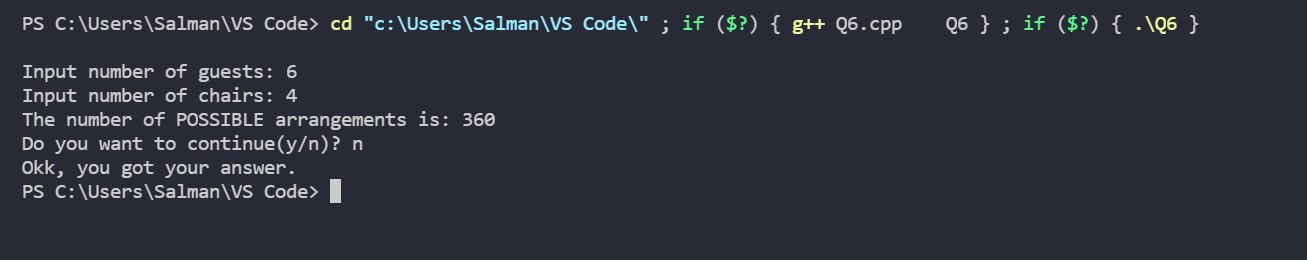 PS C:\Users\Salman\VS Code> cd "c:\Users\Salman\VS Code\" ; if ($?) { g++ Q6.cpp    Q6 } ; if ($?) { .\Q6 }
Input number of guests: 6
Input number of chairs: 4
The number of POSSIBLE arrangements is: 360
Do you want to continue(y/n)? n
Okk, you got your answer.
PS C:\Users\Salman\VS Code>